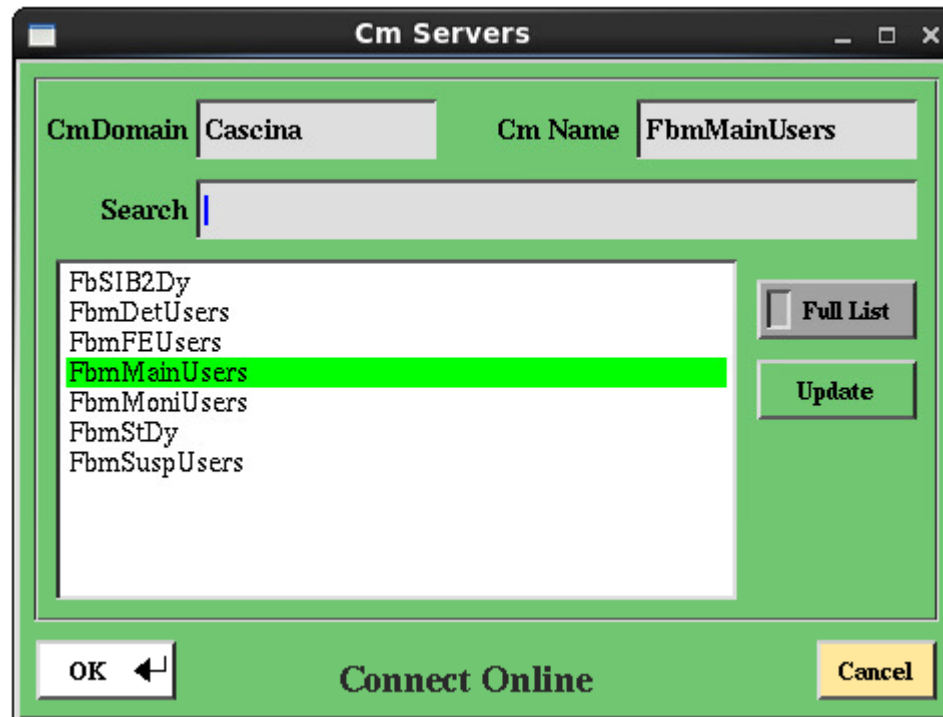 Cm Servers
CmDomain Cascina Cm Name FbmMainUsers
Search
FbSIB2Dy
FbmDetUsers
FbmFEUsers
FbmMainUsers
FbmMoniUsers
FbmStDy
FbmSuspUsers
Full List
Update
OK Connect Online Cancel